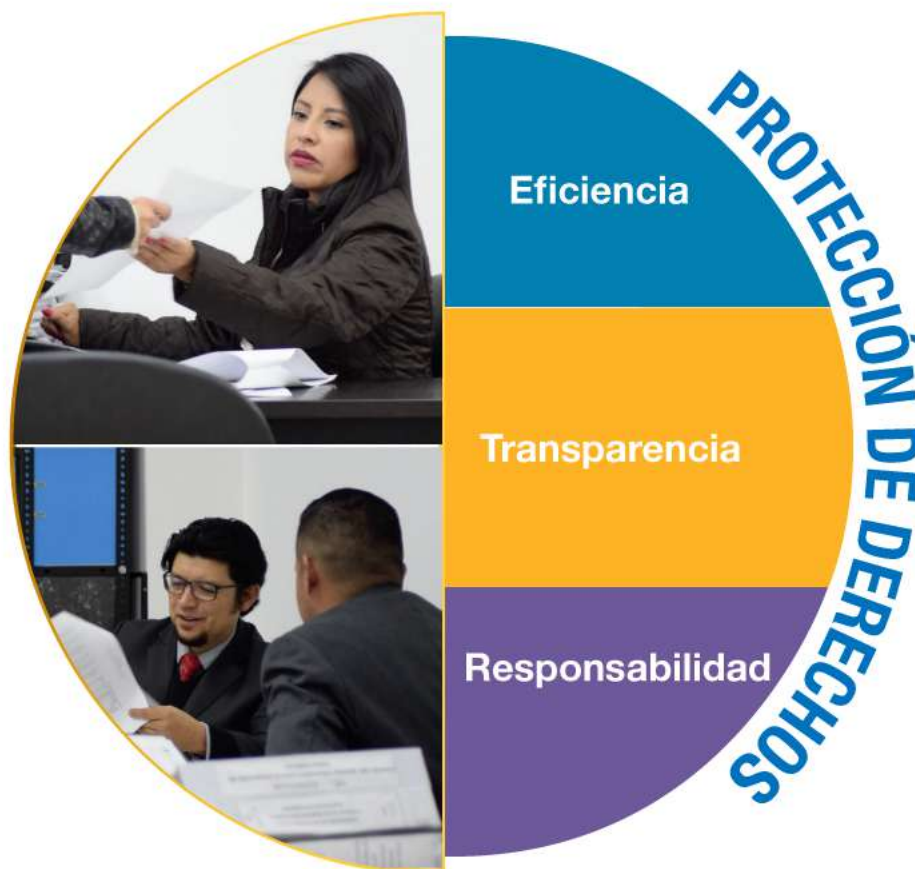 Eficiencia
Transparencia
Responsabilidad
PROTECCIÓN DE DERECHOS